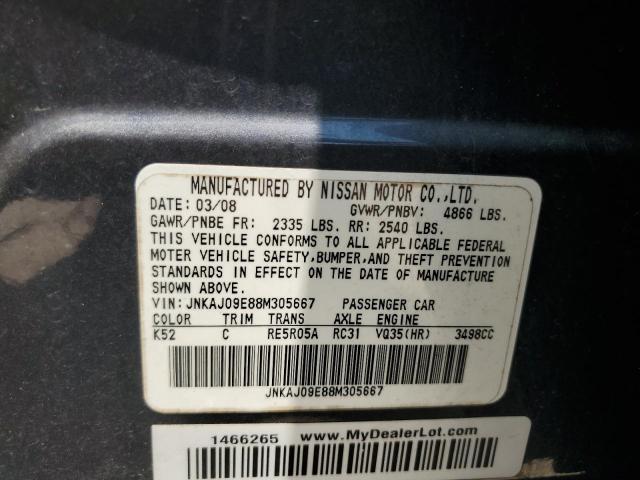 MANUFACTURED BY NISSAN MOTOR CO.,LTD.
DATE: 03/08 GVWR/PNBV: 4866 LBS.
GAWR/PNBE FR: 2335 LBS. RR: 2540 LBS.
THIS VEHICLE CONFORMS TO ALL APPLICABLE FEDERAL
MOTER VEHICLE SAFETY,BUMPER,AND THEFT PREVENTION
STANDARDS IN EFFECT ON THE DATE OF MANUFACTURE
SHOWN ABOVE.
VIN: JNKAJ09E88M305667 PASSENGER CAR
COLOR TRIM TRANS AXLE ENGINE
K52 C RE5R05A RC31 VQ35(HR) 3498CC
JNKAJ09E88M305667
1466265 www.MyDealerLot.com